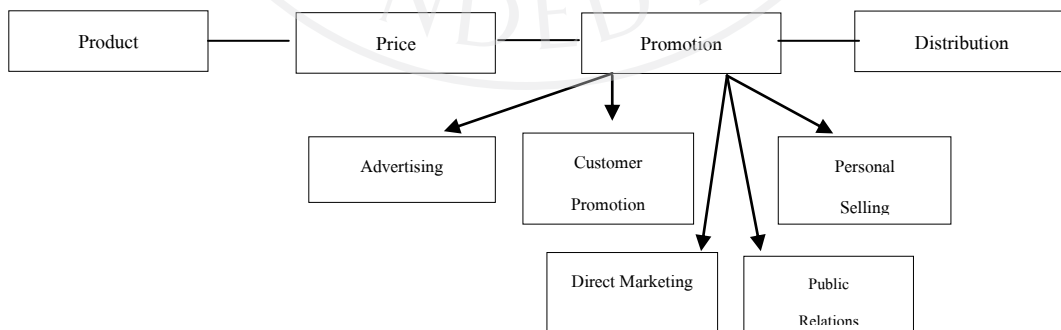 Product
Price
Promotion
Distribution
Advertising
Customer
Promotion
Personal
Selling
Direct Marketing
Public
Relations